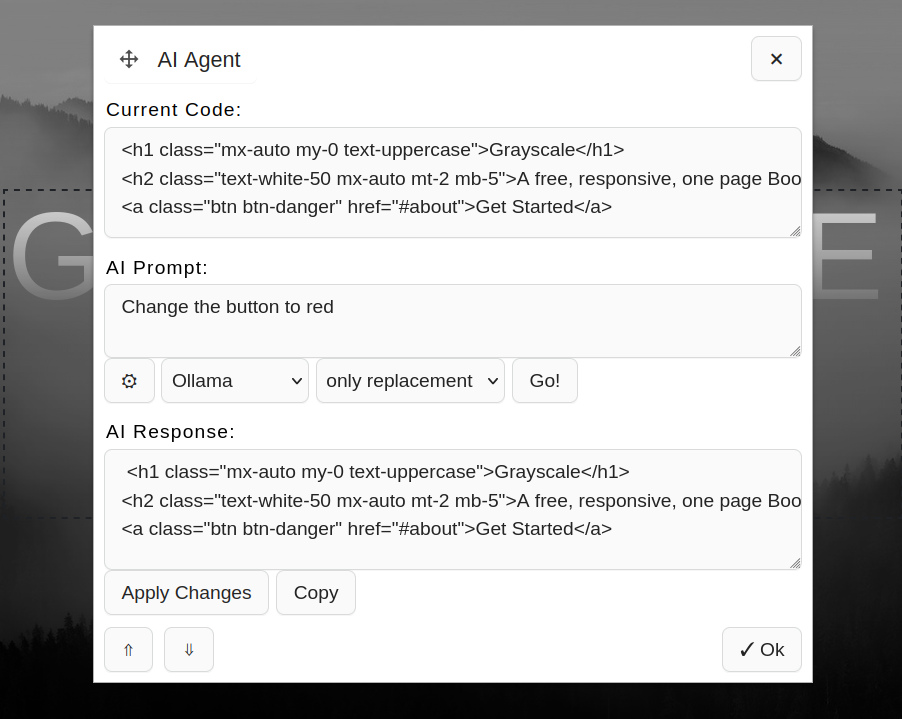 AI Agent
Current Code:
<h1 class="mx-auto my-0 text-uppercase">Grayscale</h1>
<h2 class="text-white-50 mx-auto mt-2 mb-5">A free, responsive, one page Boo
<a class="btn btn-danger" href="#about">Get Started</a>
G
E
AI Prompt:
Change the button to red
Ollama only replacement Go!
AI Response:
<h1 class="mx-auto my-0 text-uppercase">Grayscale</h1>
<h2 class="text-white-50 mx-auto mt-2 mb-5">A free, responsive, one page Boo
<a class="btn btn-danger" href="#about">Get Started</a>
Apply Changes Copy
⇑ ⇓ ✓ Ok